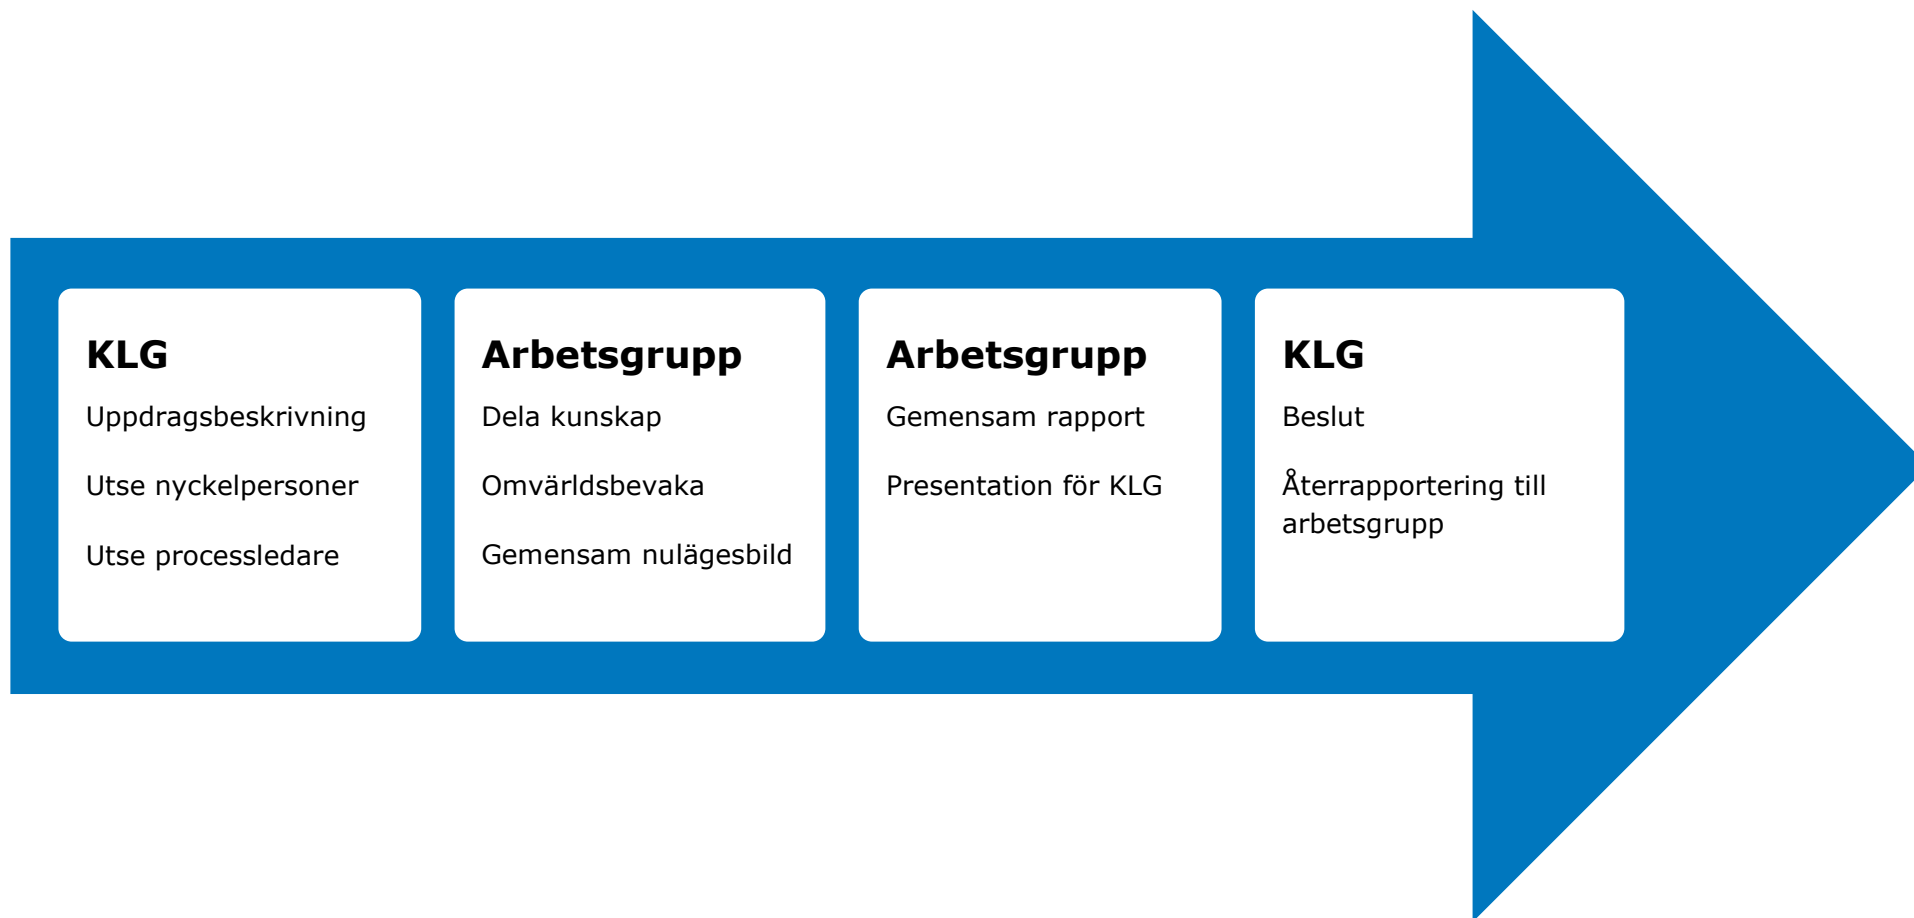 KLG
Uppdragsbeskrivning
Utse nyckelpersoner
Utse processledare
Arbetsgrupp
Dela kunskap
Omvärldsbevaka
Gemensam nulägesbild
Arbetsgrupp
Gemensam rapport
Presentation för KLG
KLG
Beslut
Återrapportering till
arbetsgrupp